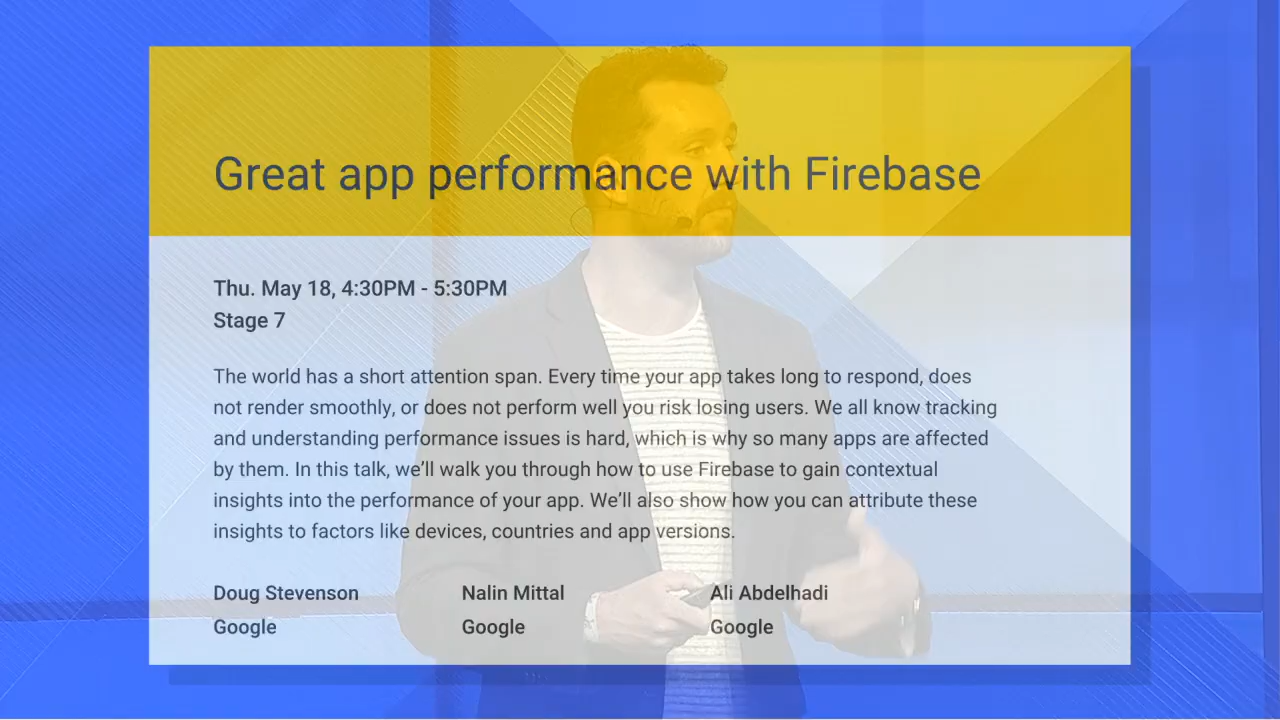 Great app performance with Firebase
Thu. May 18, 4:30PM - 5:30PM
Stage 7
The world has a short attention span. Every time your app takes long to respond, does
not render smoothly, or does not perform well you risk losing users. We all know tracking
and understanding performance issues is hard, which is why so many apps are affected
by them. In this talk, we’ll walk you through how to use Firebase to gain contextual
insights into the performance of your app. We’ll also show how you can attribute these
insights to factors like devices, countries and app versions.
Doug Stevenson
Google
Nalin Mittal
Google
Ali Abdelhadi
Google